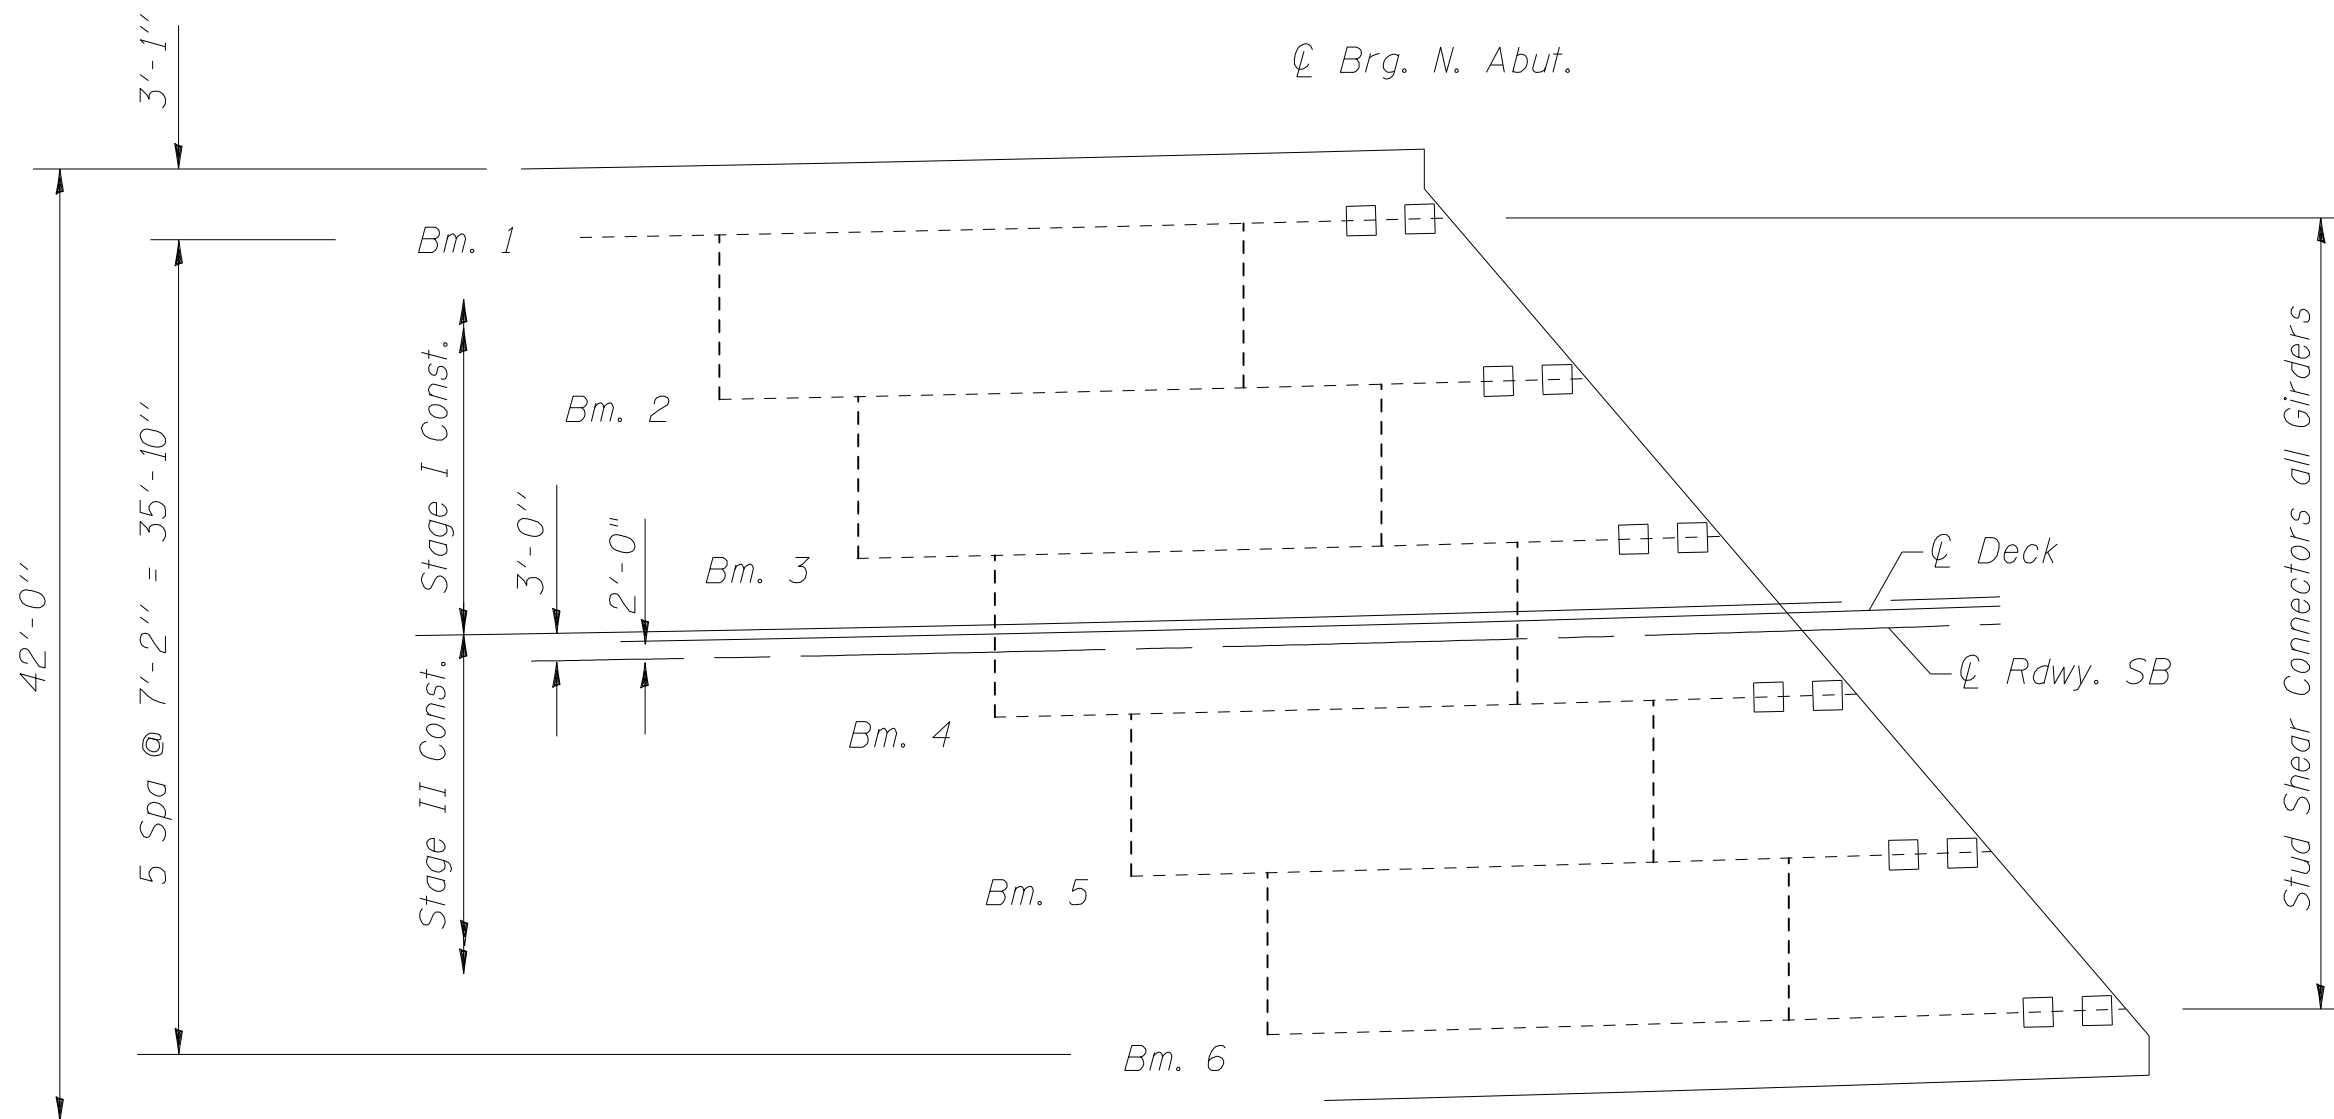 3'-1"
℄ Brg. N. Abut.
Bm. 1
Stage I Const.
Bm. 2
5 Spa @ 7'-2" = 35'-10"
42'-0"
3'-0"
2'-0"
Bm. 3
℄ Deck
Stud Shear Connectors all Girders
℄ Rdwy. SB
Stage II Const.
Bm. 4
Bm. 5
Bm. 6